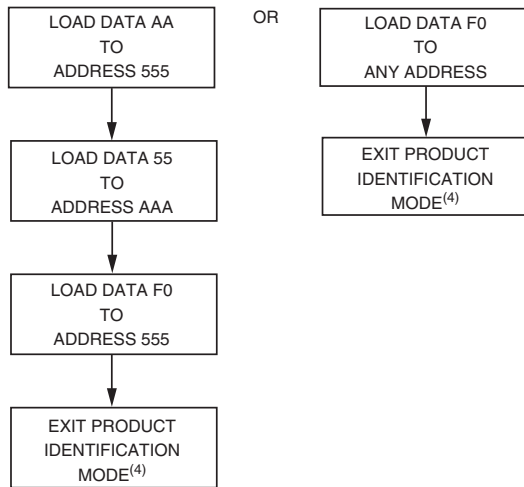 LOAD DATA AA
TO
ADDRESS 555
LOAD DATA 55
TO
ADDRESS AAA
LOAD DATA F0
TO
ADDRESS 555
EXIT PRODUCT
IDENTIFICATION
MODE(4)
OR
LOAD DATA F0
TO
ANY ADDRESS
EXIT PRODUCT
IDENTIFICATION
MODE(4)